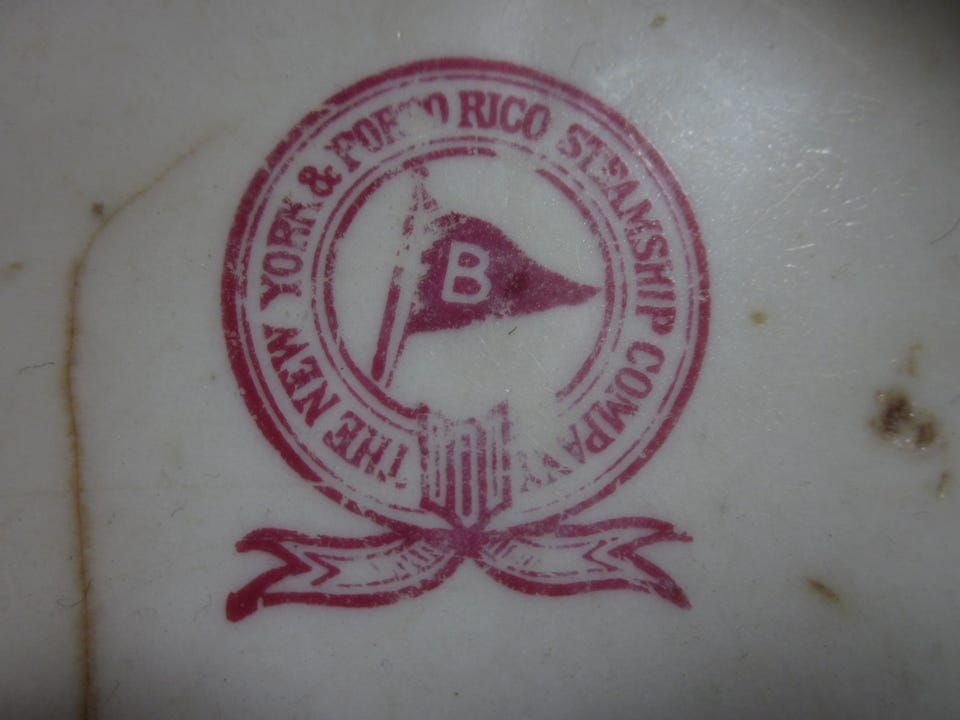 THE NEW YORK & PORTO RICO STEAMSHIP COMPANY
B